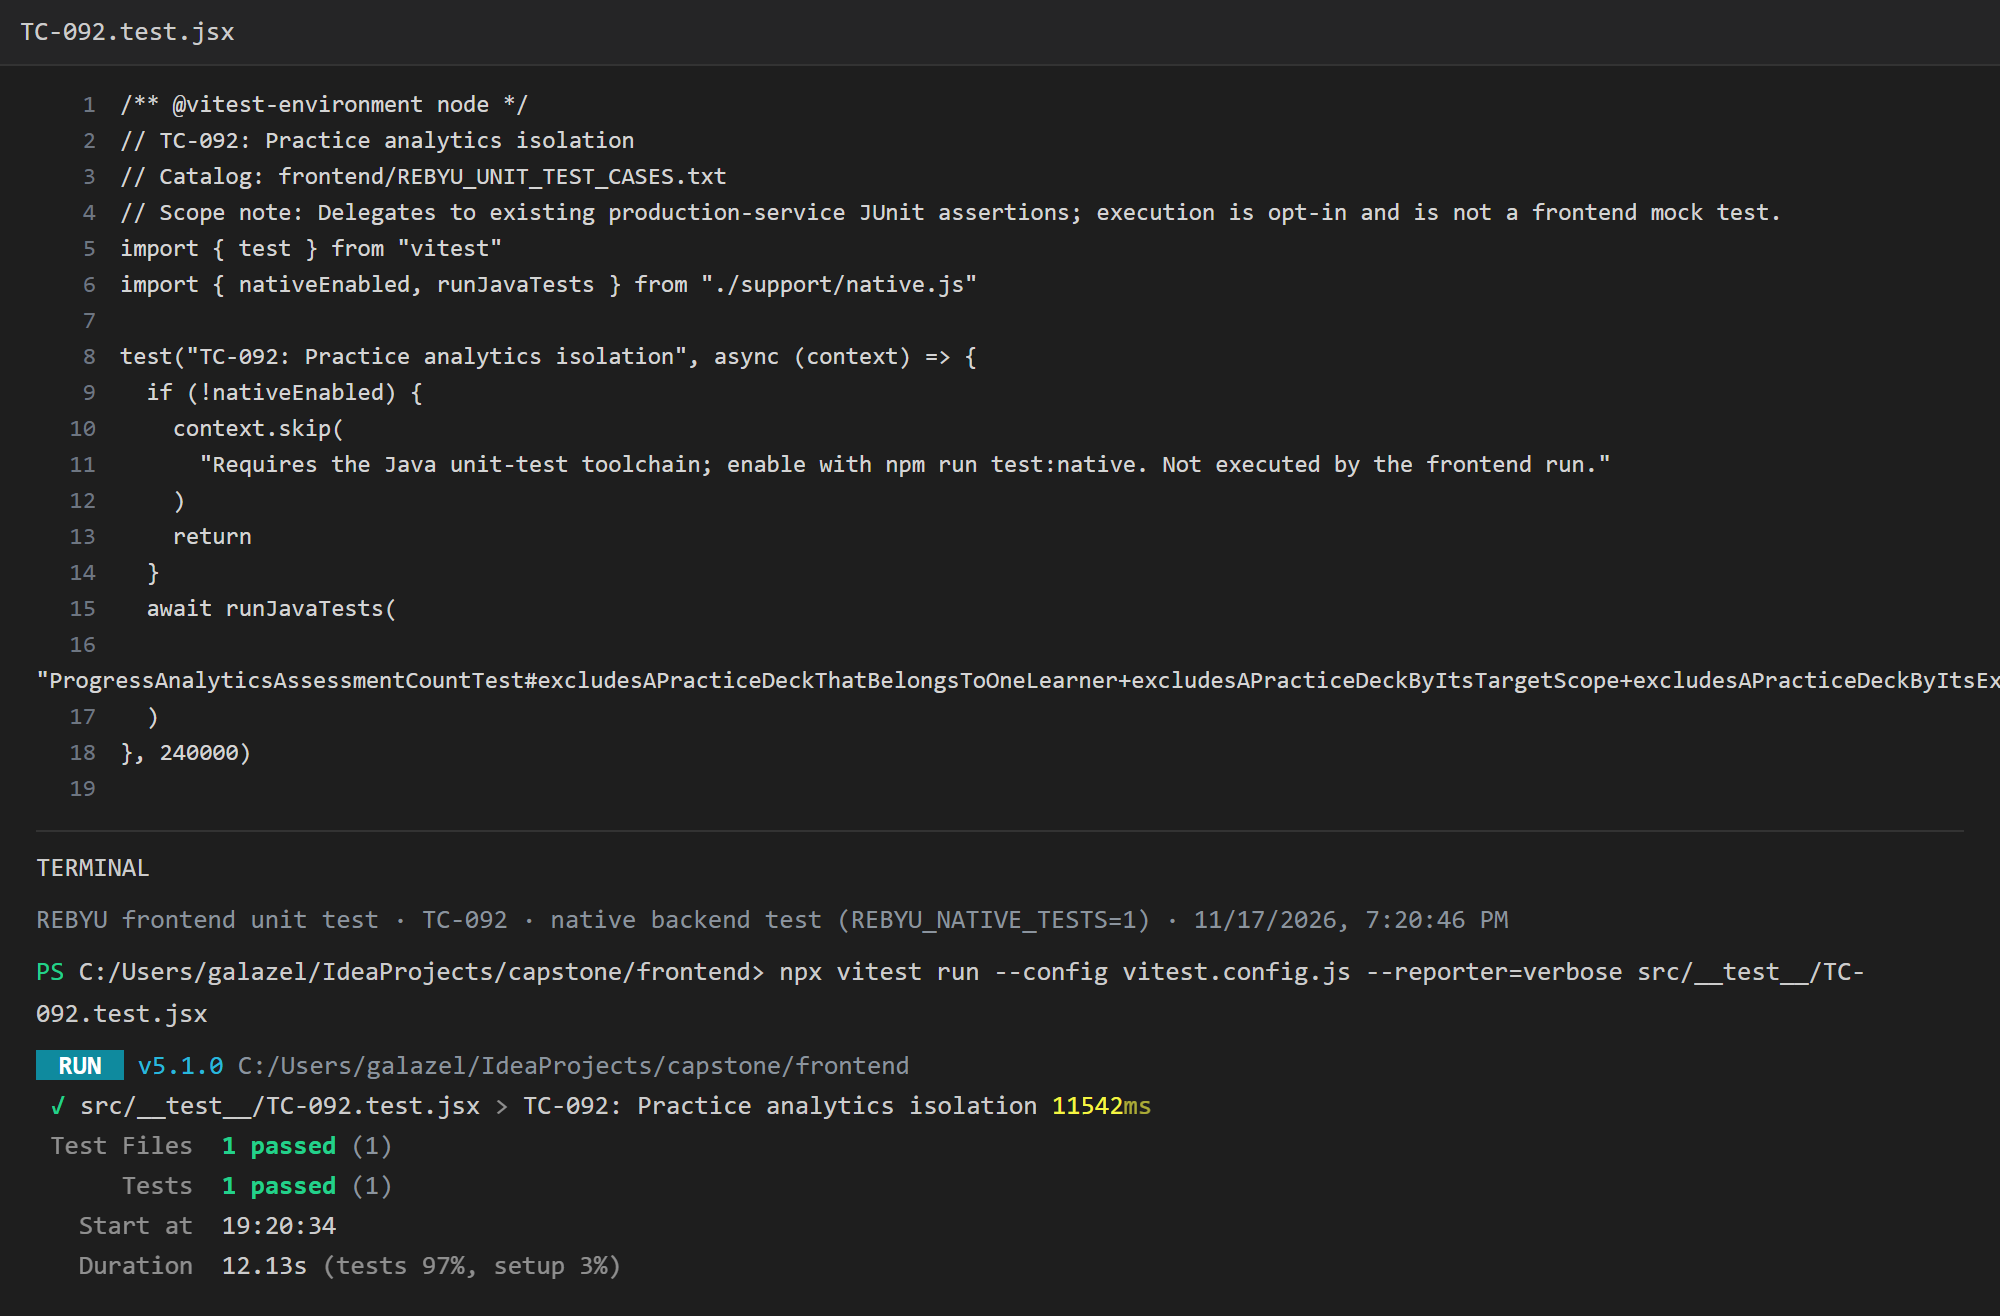 TC-092.test.jsx
1 /** @vitest-environment node */
2 // TC-092: Practice analytics isolation
3 // Catalog: frontend/REBYU_UNIT_TEST_CASES.txt
4 // Scope note: Delegates to existing production-service JUnit assertions; execution is opt-in and is not a frontend mock test.
5 import { test } from "vitest"
6 import { nativeEnabled, runJavaTests } from "./support/native.js"
7
8 test("TC-092: Practice analytics isolation", async (context) => {
9   if (!nativeEnabled) {
10     context.skip(
11       "Requires the Java unit-test toolchain; enable with npm run test:native. Not executed by the frontend run."
12     )
13     return
14   }
15   await runJavaTests(
16
"ProgressAnalyticsAssessmentCountTest#excludesAPracticeDeckThatBelongsToOneLearner+excludesAPracticeDeckByItsTargetScope+excludesAPracticeDeckByItsEx
17   )
18 }, 240000)
19
TERMINAL
REBYU frontend unit test · TC-092 · native backend test (REBYU_NATIVE_TESTS=1) · 11/17/2026, 7:20:46 PM
PS C:/Users/galazel/IdeaProjects/capstone/frontend> npx vitest run --config vitest.config.js --reporter=verbose src/__test__/TC-
092.test.jsx
RUN v5.1.0 C:/Users/galazel/IdeaProjects/capstone/frontend
√ src/__test__/TC-092.test.jsx > TC-092: Practice analytics isolation 11542ms
Test Files 1 passed (1)
Tests 1 passed (1)
Start at 19:20:34
Duration 12.13s (tests 97%, setup 3%)